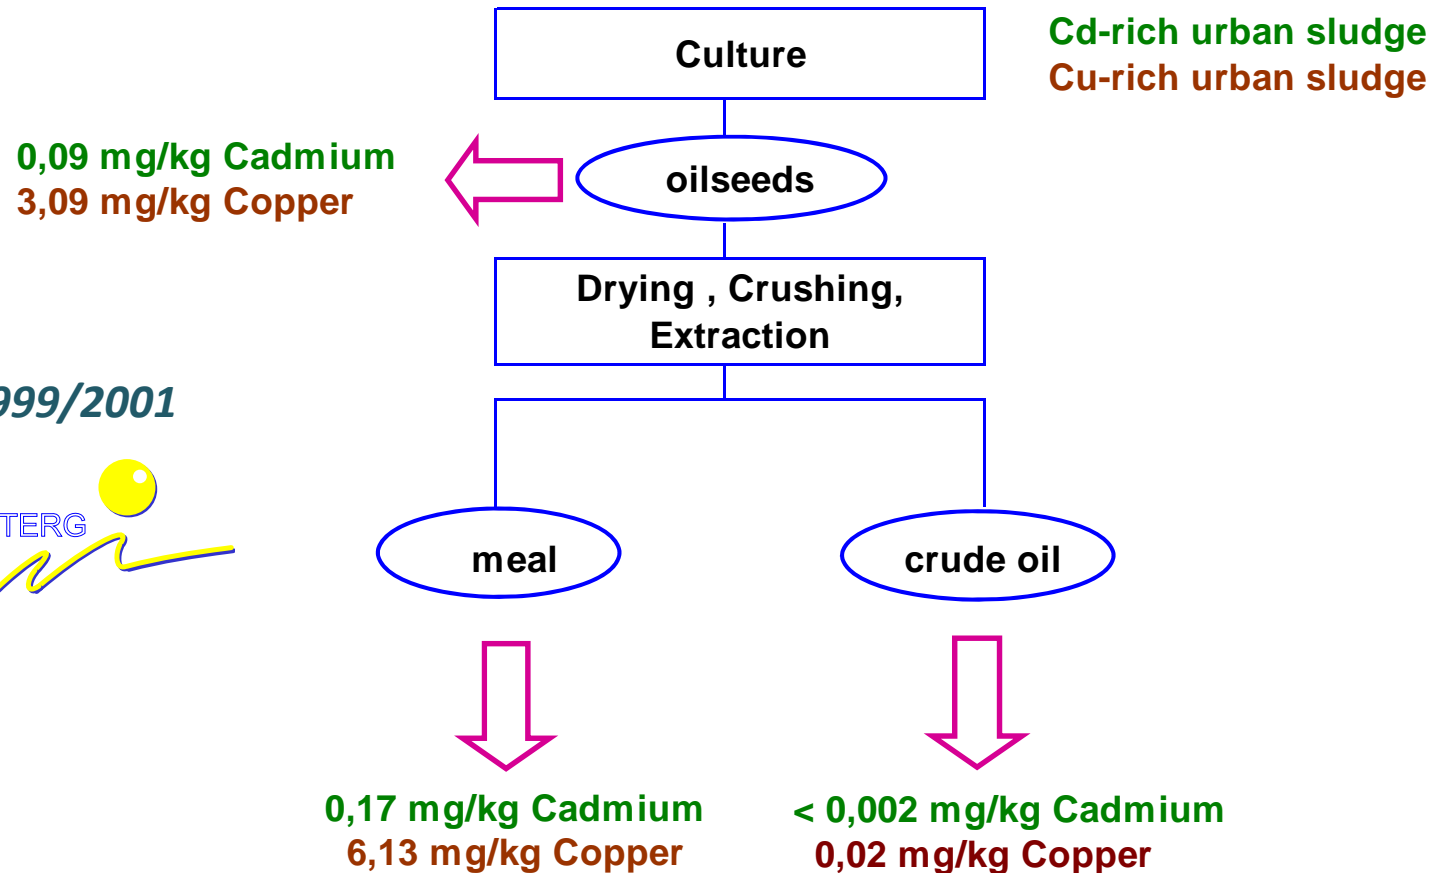 Culture
Cd-rich urban sludge
Cu-rich urban sludge
0,09 mg/kg Cadmium
3,09 mg/kg Copper
oilseeds
Drying , Crushing,
Extraction
999/2001
TERG
meal
crude oil
0,17 mg/kg Cadmium
6,13 mg/kg Copper
< 0,002 mg/kg Cadmium
0,02 mg/kg Copper